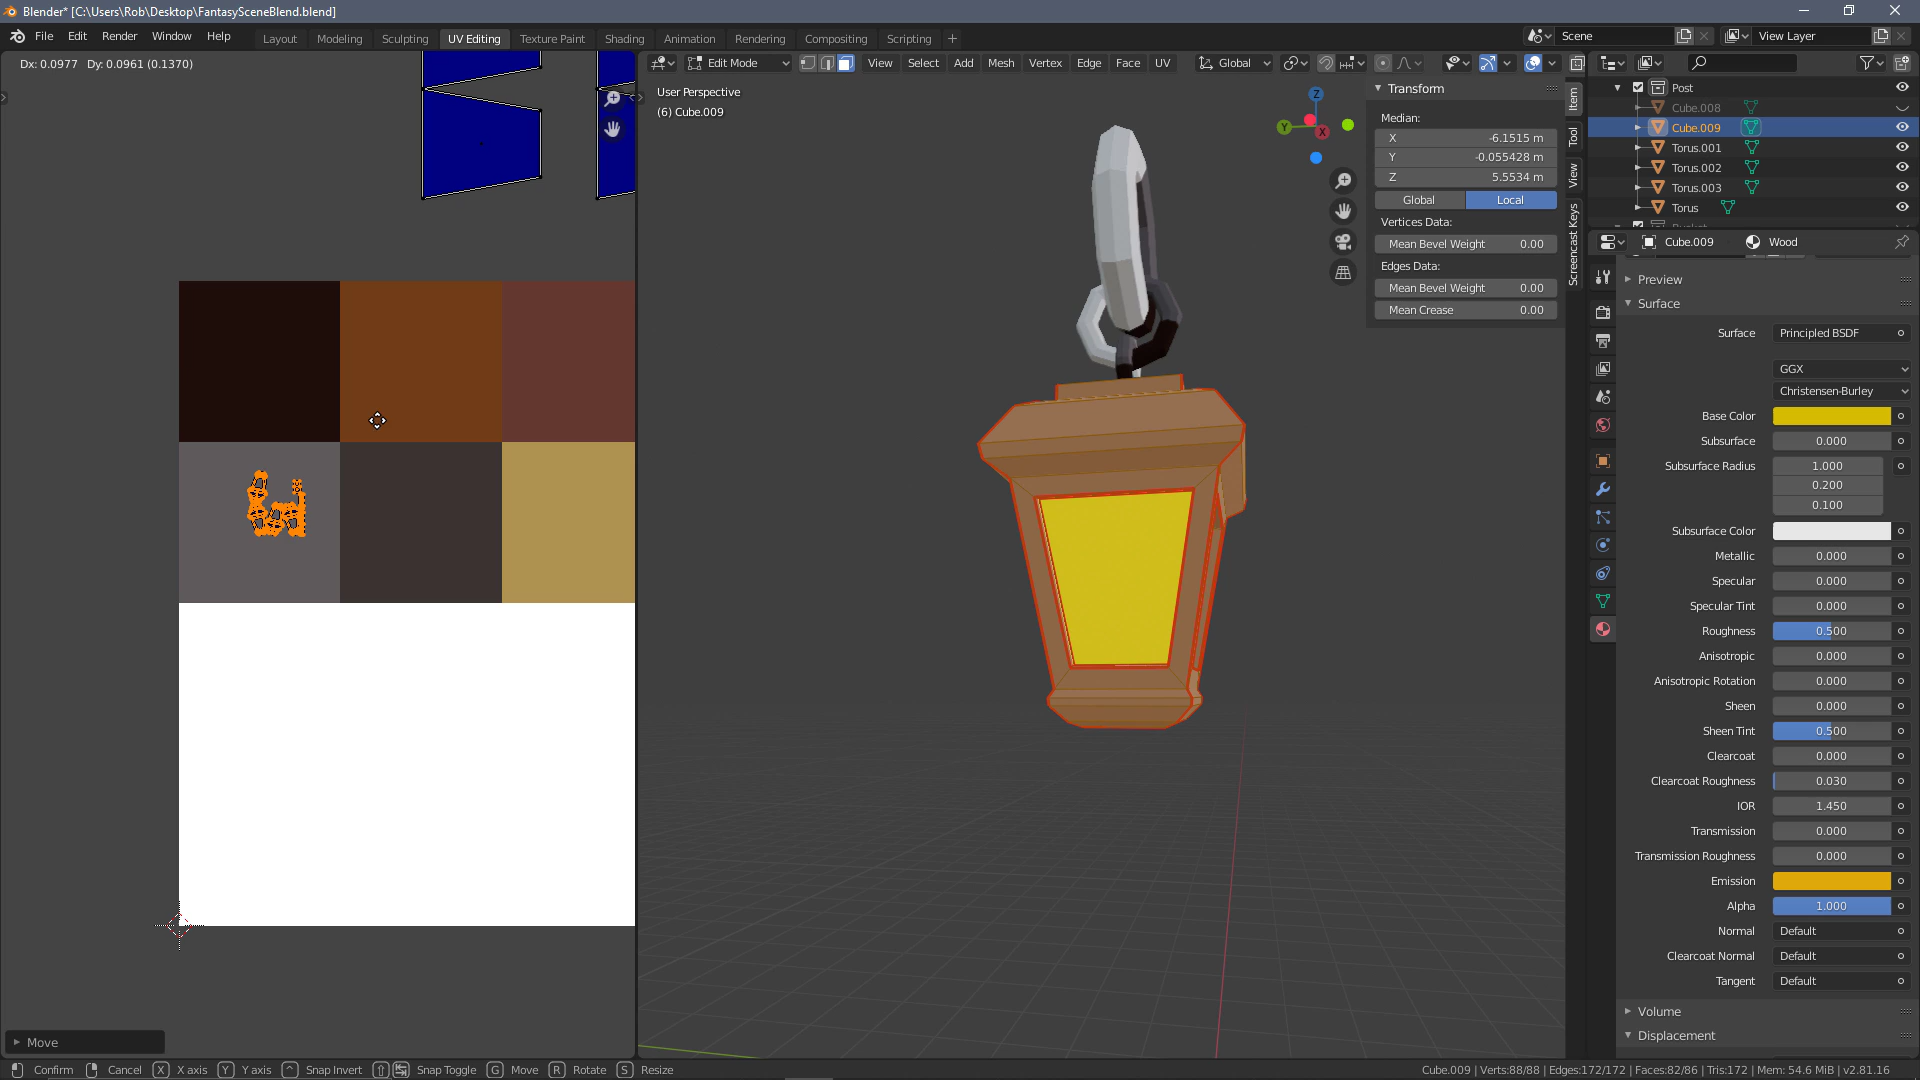 Blender* [C:\Users\Rob\Desktop\FantasySceneBlend.blend]
File Edit Render Window Help
Layout Modeling Sculpting UV Editing Texture Paint Shading Animation Rendering Compositing Scripting
Scene
View Layer
Dx: 0.0977 Dy: 0.0961 (0.1370)
Edit Mode
View Select Add Mesh Vertex Edge Face UV
Global
User Perspective
(6) Cube.009
Z
Y
X
Transform
Median:
X -6.1515 m
Y -0.055428 m
Z 5.5534 m
Global Local
Vertices Data:
Mean Bevel Weight 0.00
Edges Data:
Mean Bevel Weight 0.00
Mean Crease 0.00
Item
Tool
View
Screencast Keys
Post
Cube.008
Cube.009
Torus.001
Torus.002
Torus.003
Torus
Cube.009 Wood
Preview
Surface
Surface Principled BSDF
GGX
Christensen-Burley
Base Color
Subsurface 0.000
Subsurface Radius 1.000
0.200
0.100
Subsurface Color
Metallic 0.000
Specular 0.000
Specular Tint 0.000
Roughness 0.500
Anisotropic 0.000
Anisotropic Rotation 0.000
Sheen 0.000
Sheen Tint 0.500
Clearcoat 0.000
Clearcoat Roughness 0.030
IOR 1.450
Transmission 0.000
Transmission Roughness 0.000
Emission
Alpha 1.000
Normal Default
Clearcoat Normal Default
Tangent Default
Volume
Displacement
Move
Confirm Cancel X X axis Y Y axis Snap Invert Snap Toggle G Move R Rotate S Resize
Cube.009 | Verts:88/88 | Edges:172/172 | Faces:82/86 | Tris:172 | Mem: 54.6 MiB | v2.81.16